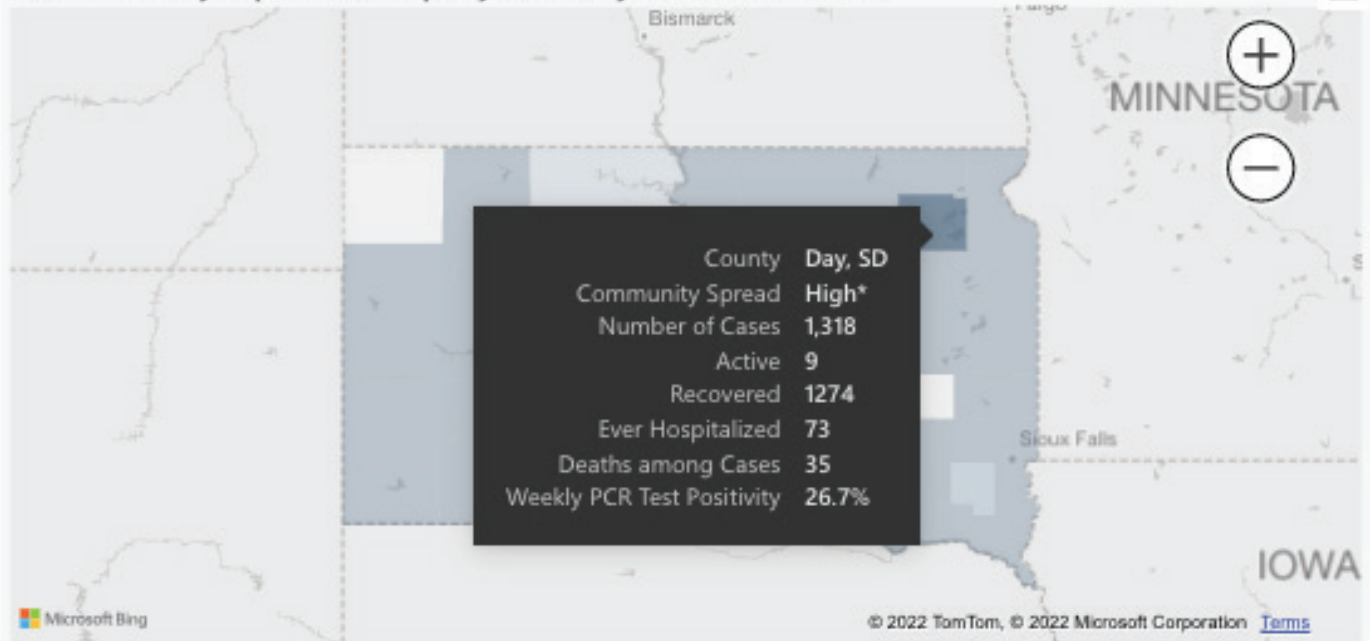 Bismarck
MINNESOTA
County Day, SD
Community Spread High*
Number of Cases 1,318
Active 9
Recovered 1274
Ever Hospitalized 73
Deaths among Cases 35
Weekly PCR Test Positivity 26.7%
Sioux Falls
IOWA
Microsoft Bing
© 2022 TomTom, © 2022 Microsoft Corporation Terms